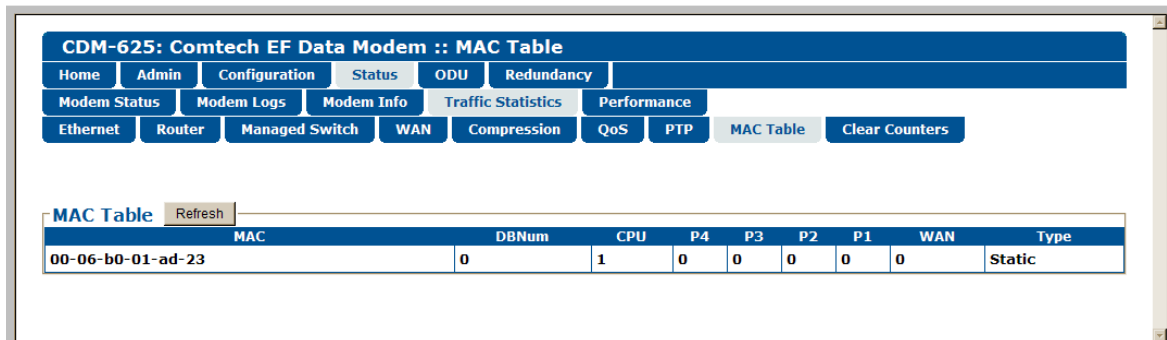 CDM-625: Comtech EF Data Modem :: MAC Table
Home Admin Configuration Status ODU Redundancy
Modem Status Modem Logs Modem Info Traffic Statistics Performance
Ethernet Router Managed Switch WAN Compression QoS PTP MAC Table Clear Counters
MAC Table Refresh
MAC DBNum CPU P4 P3 P2 P1 WAN Type
00-06-b0-01-ad-23 0 1 0 0 0 0 0 Static